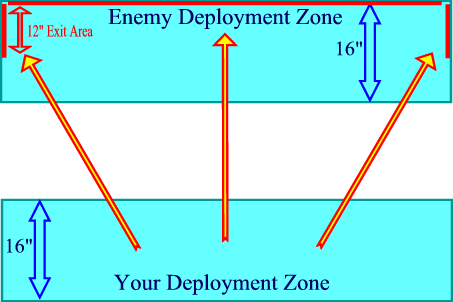 Enemy Deployment Zone
12" Exit Area
16"
16"
Your Deployment Zone